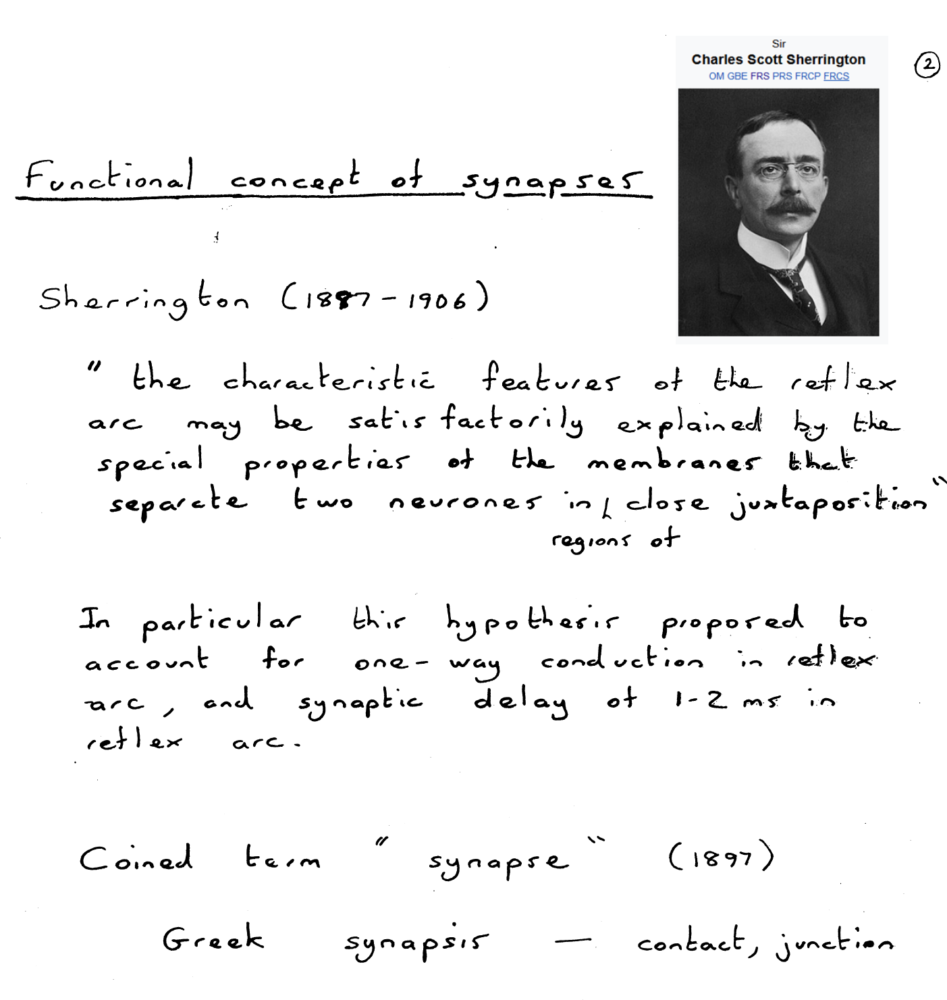 Sir
Charles Scott Sherrington
OM GBE FRS PRS FRCP FRCS
2
Functional concept of synapses
Sherrington (1897-1906)
" the characteristic features of the reflex
arc may be satisfactorily explained by the
special properties of the membranes that
separate two neurones in close juxtaposition"
regions of
In particular this hypothesis proposed to
account for one-way conduction in reflex
arc, and synaptic delay of 1-2 ms in
reflex arc.
Coined term "synapse" (1897)
Greek synapsis — contact, junction